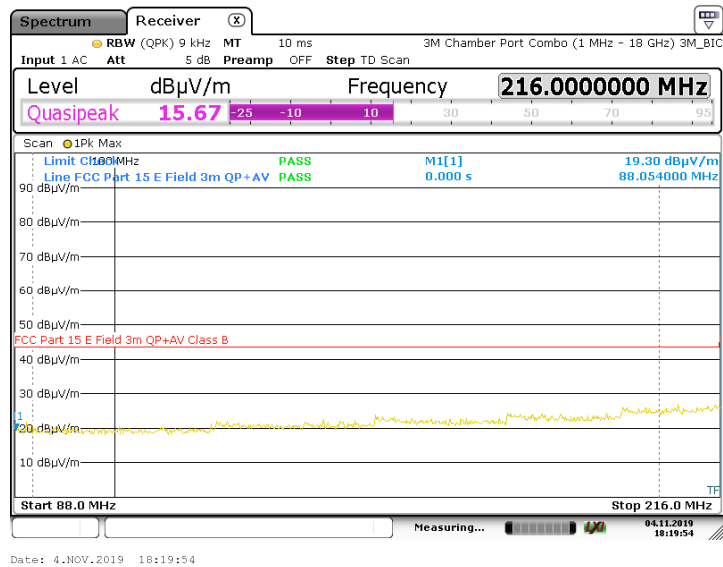 Spectrum Receiver X
RBW (QPK) 9 kHz MT 10 ms 3M Chamber Port Combo (1 MHz - 18 GHz) 3M_BIC
Input 1 AC Att 5 dB Preamp OFF Step TD Scan
Level dBµV/m Frequency 216.0000000 MHz
Quasipeak 15.67 -25 -10 10 30 50 70 95
Scan 1Pk Max
Limit Check 100 MHz PASS M1[1] 19.30 dBµV/m
Line FCC Part 15 E Field 3m QP+AV PASS 0.000 s 88.054000 MHz
90 dBµV/m
80 dBµV/m
70 dBµV/m
60 dBµV/m
50 dBµV/m
FCC Part 15 E Field 3m QP+AV Class B
40 dBµV/m
30 dBµV/m
1
20 dBµV/m
10 dBµV/m
TF
Start 88.0 MHz Stop 216.0 MHz
Measuring... LXI 04.11.2019
18:19:54
Date: 4.NOV.2019 18:19:54